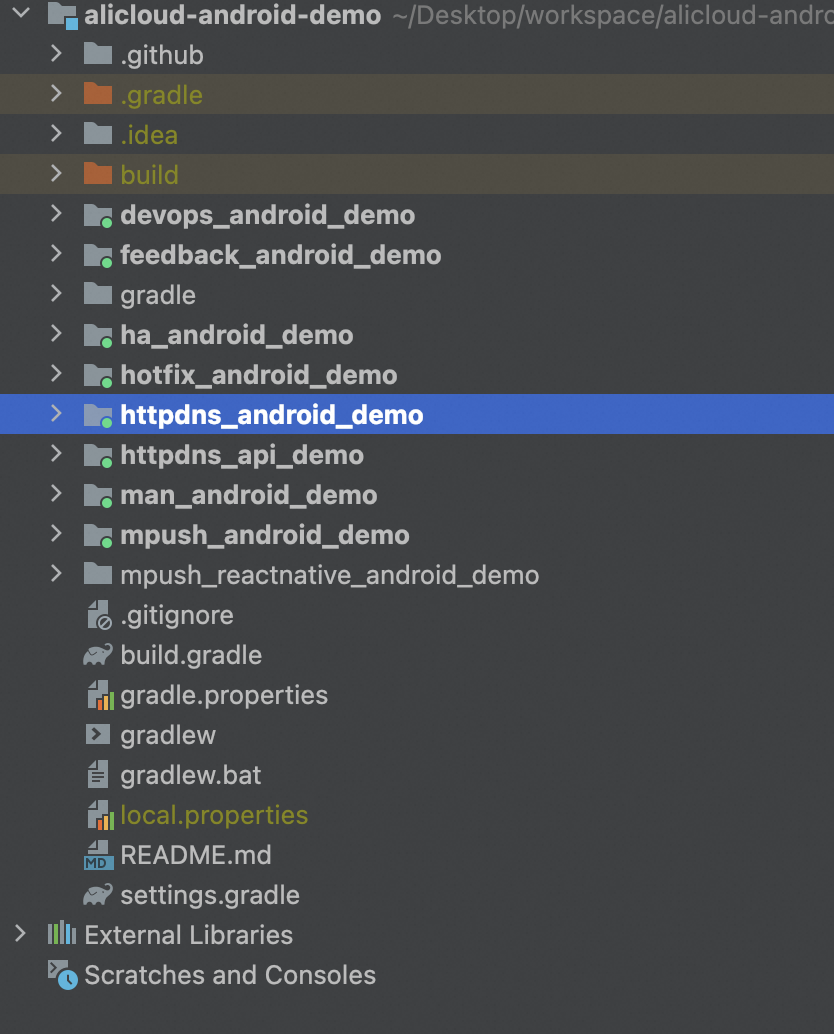 alicloud-android-demo ~/Desktop/workspace/alicloud-andro
.github
.gradle
.idea
build
devops_android_demo
feedback_android_demo
gradle
ha_android_demo
hotfix_android_demo
httpdns_android_demo
httpdns_api_demo
man_android_demo
mpush_android_demo
mpush_reactnative_android_demo
.gitignore
build.gradle
gradle.properties
gradlew
gradlew.bat
local.properties
MD README.md
settings.gradle
External Libraries
Scratches and Consoles